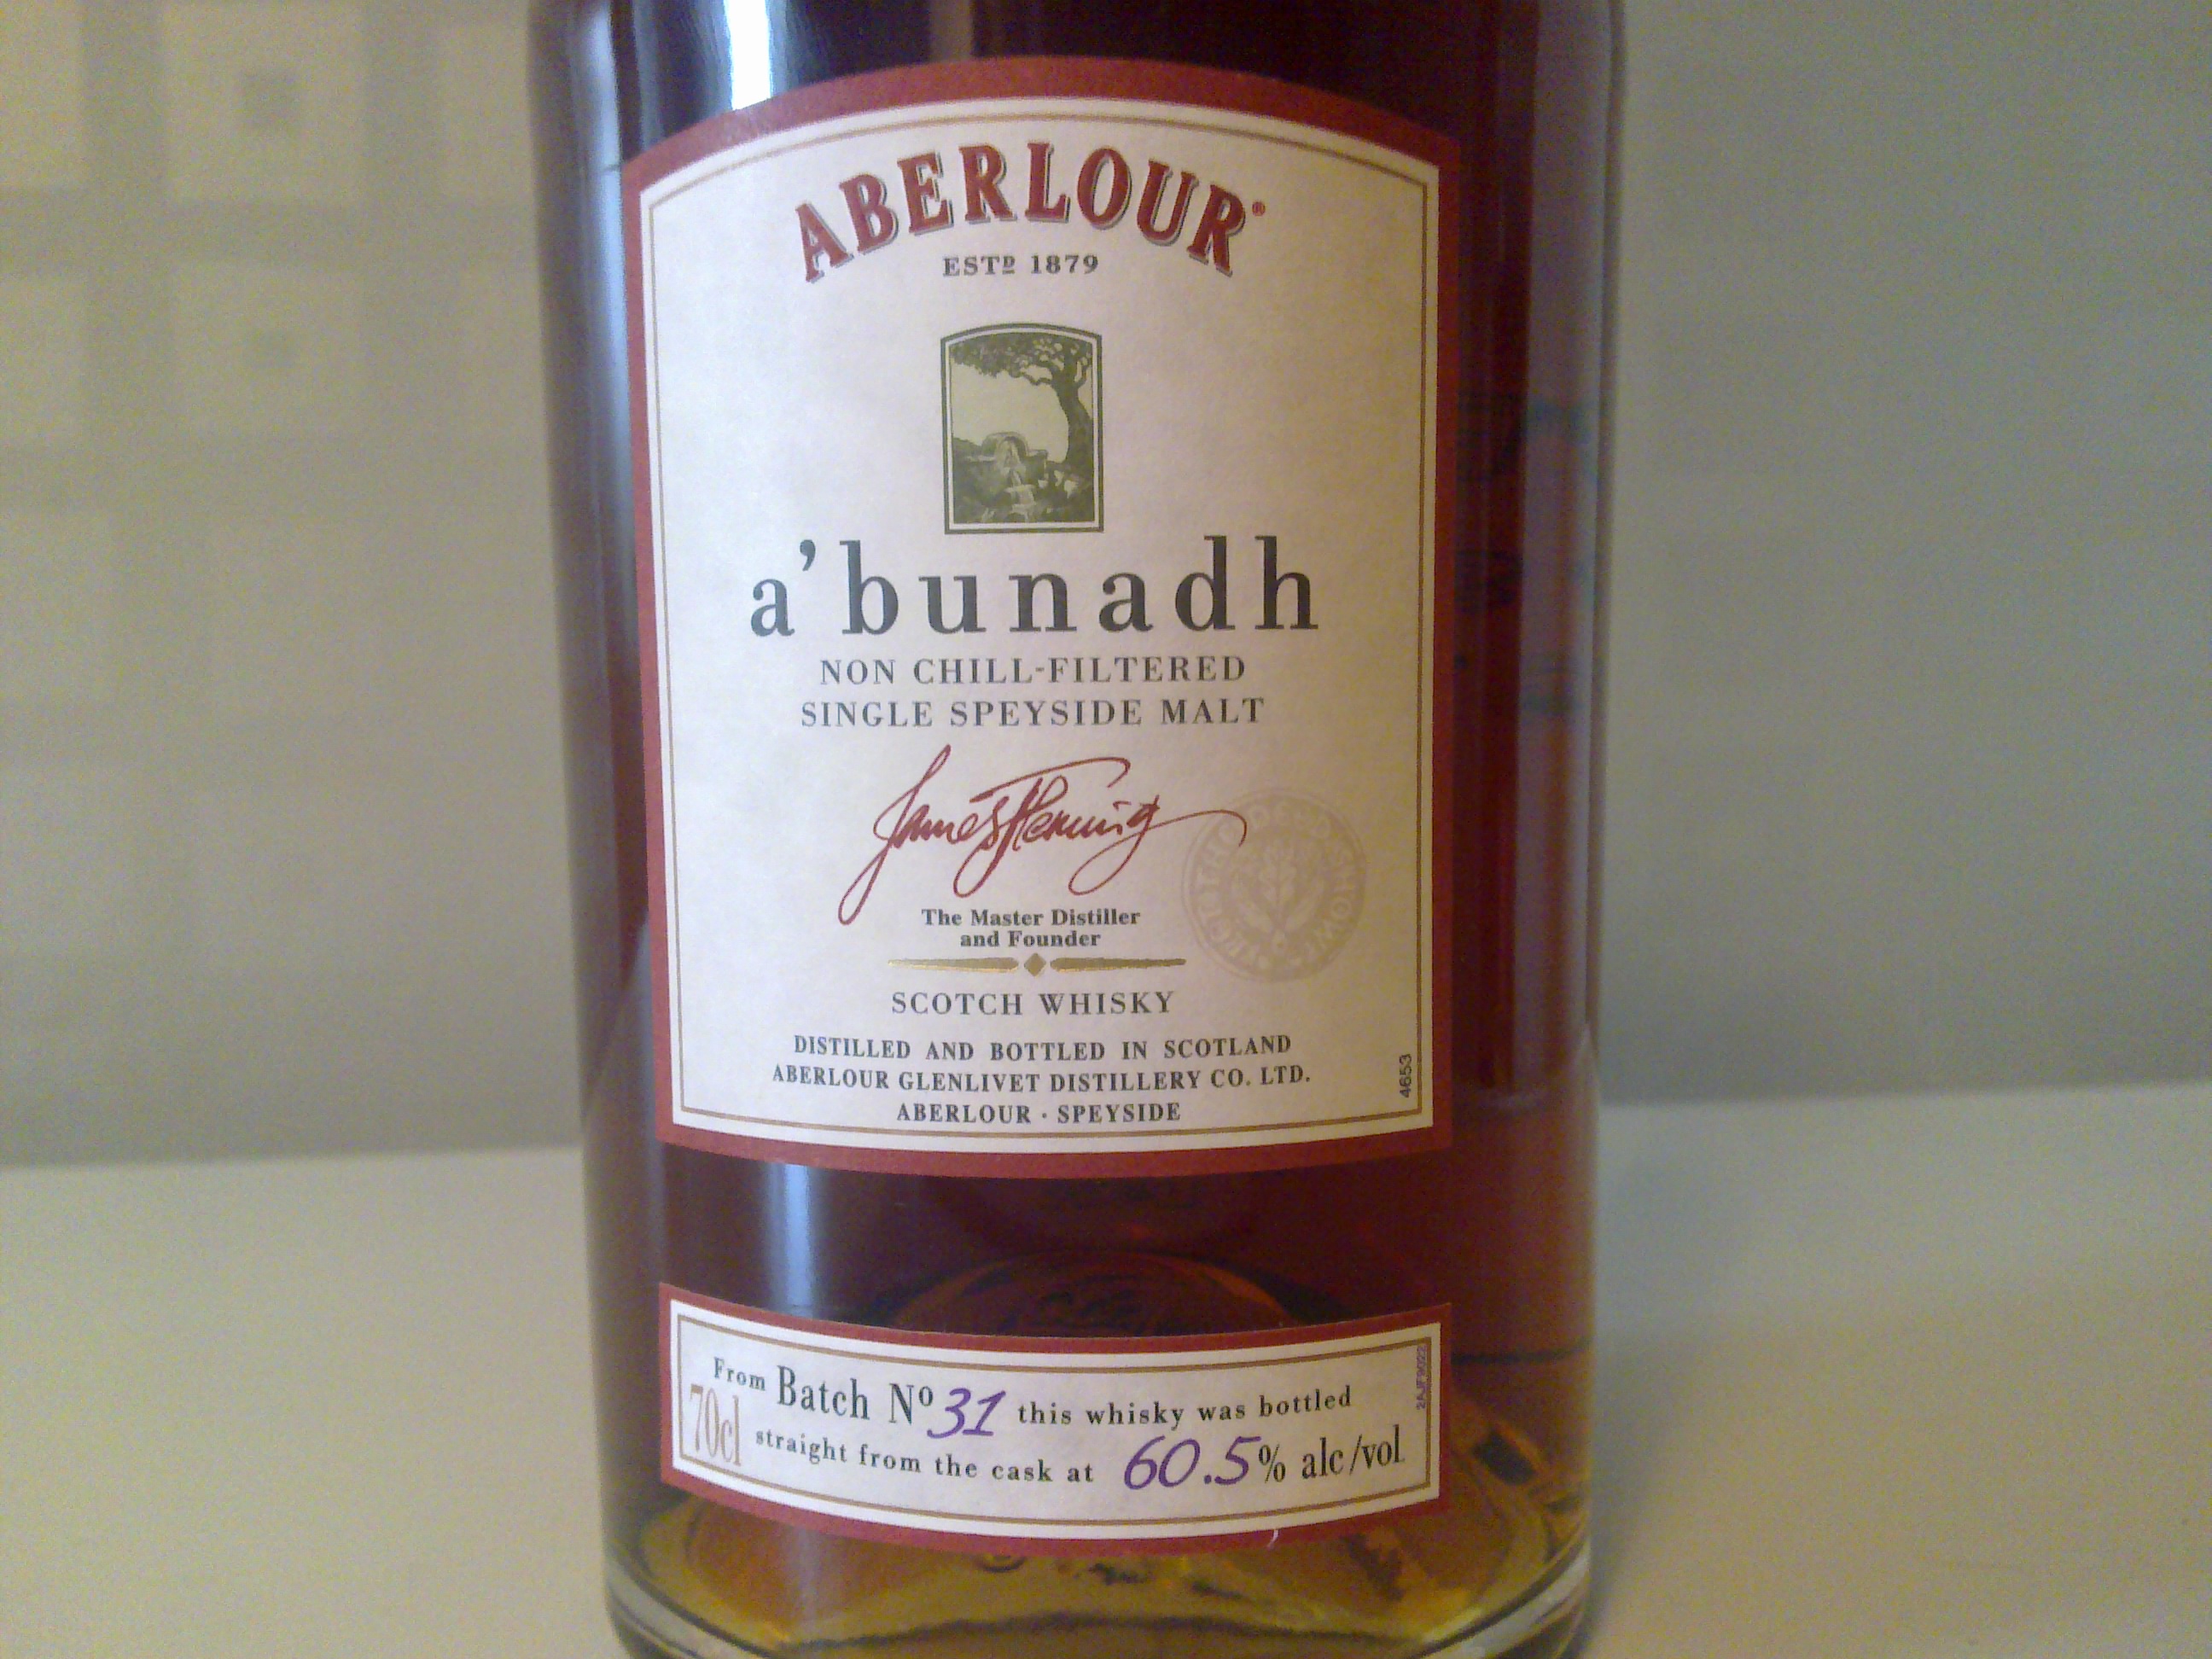 ABERLOUR®
ESTD 1879
a'bunadh
NON CHILL-FILTERED
SINGLE SPEYSIDE MALT
James Fleming
The Master Distiller
and Founder
SCOTCH WHISKY
DISTILLED AND BOTTLED IN SCOTLAND
ABERLOUR GLENLIVET DISTILLERY CO. LTD.
ABERLOUR · SPEYSIDE
4653
From Batch Nº 31 this whisky was bottled
70cl
straight from the cask at 60.5% alc/vol